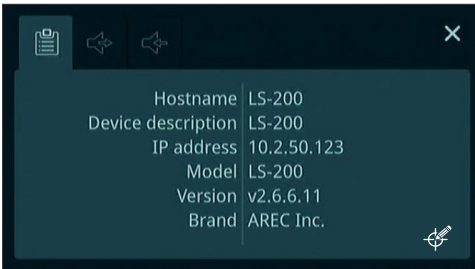 Hostname LS-200
Device description LS-200
IP address 10.2.50.123
Model LS-200
Version v2.6.6.11
Brand AREC Inc.